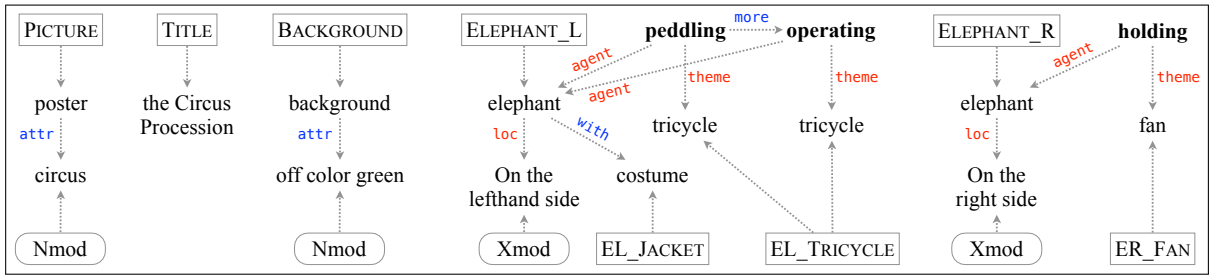 PICTURE TITLE BACKGROUND ELEPHANT_L peddling more operating ELEPHANT_R holding
agent agent theme theme agent theme
poster the Circus Procession background elephant tricycle tricycle elephant fan
attr attr loc with loc
circus off color green On the lefthand side costume On the right side
Nmod Nmod Xmod EL_JACKET EL_TRICYCLE Xmod ER_FAN